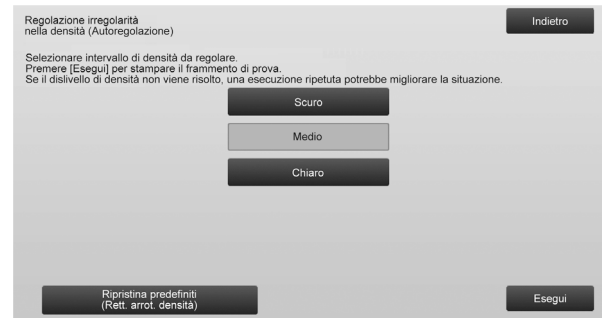 Regolazione irregolarità
nella densità (Autoregolazione)
Indietro
Selezionare intervallo di densità da regolare.
Premere [Esegui] per stampare il frammento di prova.
Se il dislivello di densità non viene risolto, una esecuzione ripetuta potrebbe migliorare la situazione.
Scuro
Medio
Chiaro
Ripristina predefiniti
(Rett. arrot. densità)
Esegui